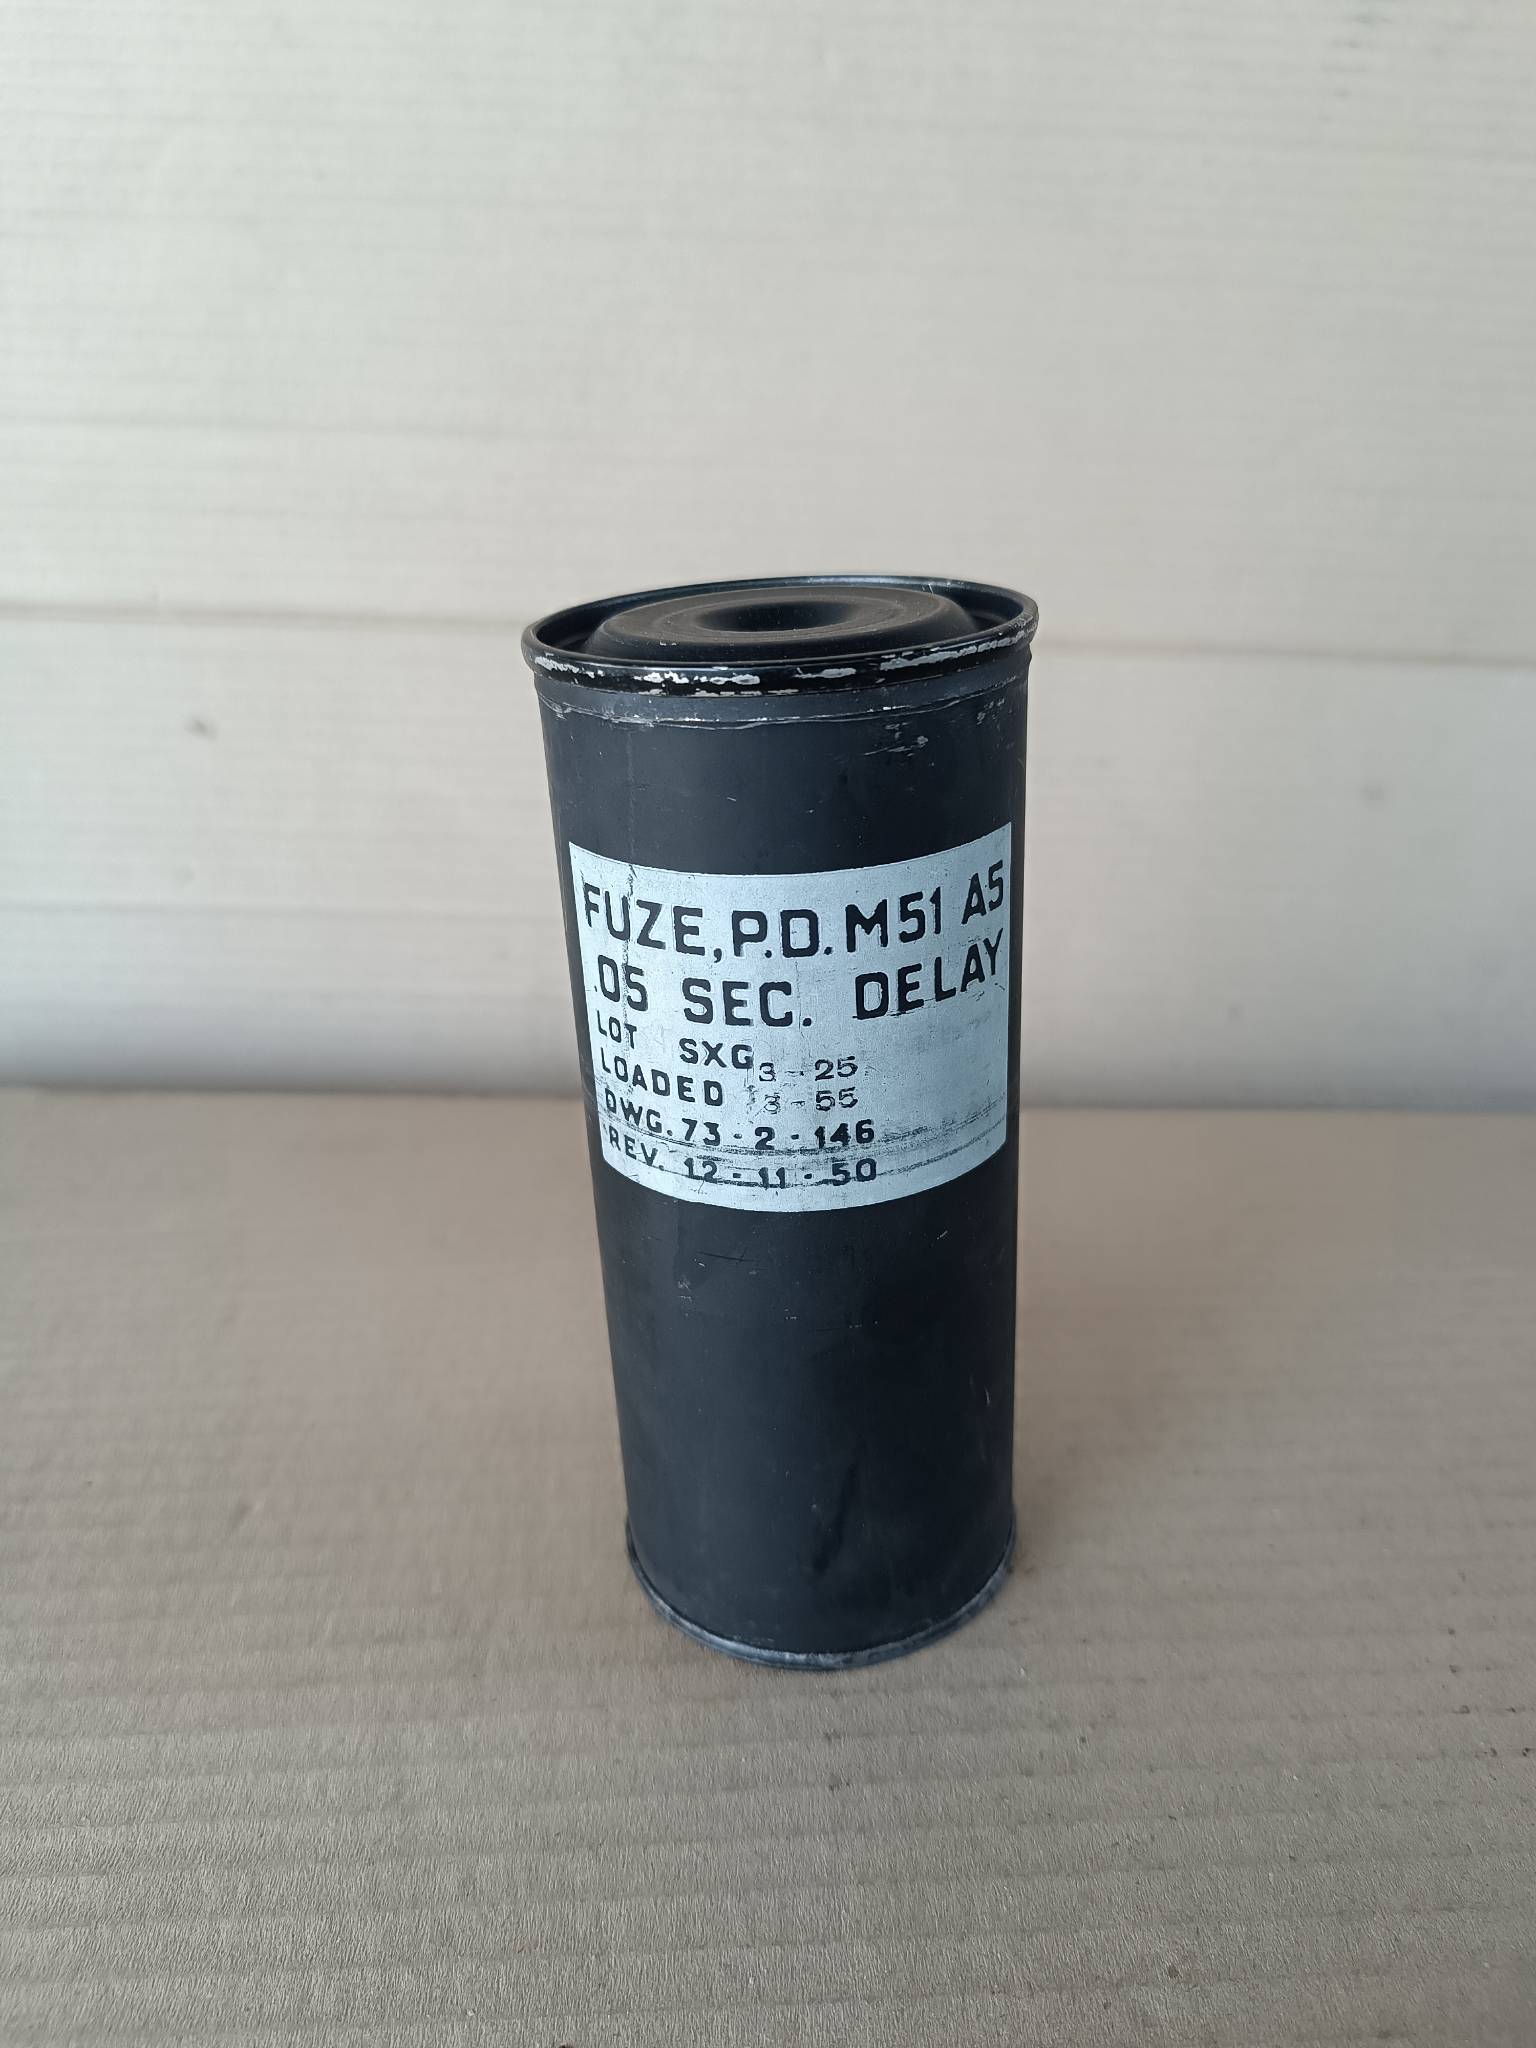 FUZE, P.D. M51 A5
.05 SEC. DELAY
LOT SXG 3-25
LOADED 3-55
DWG. 73-2-146
REV. 12-11-50